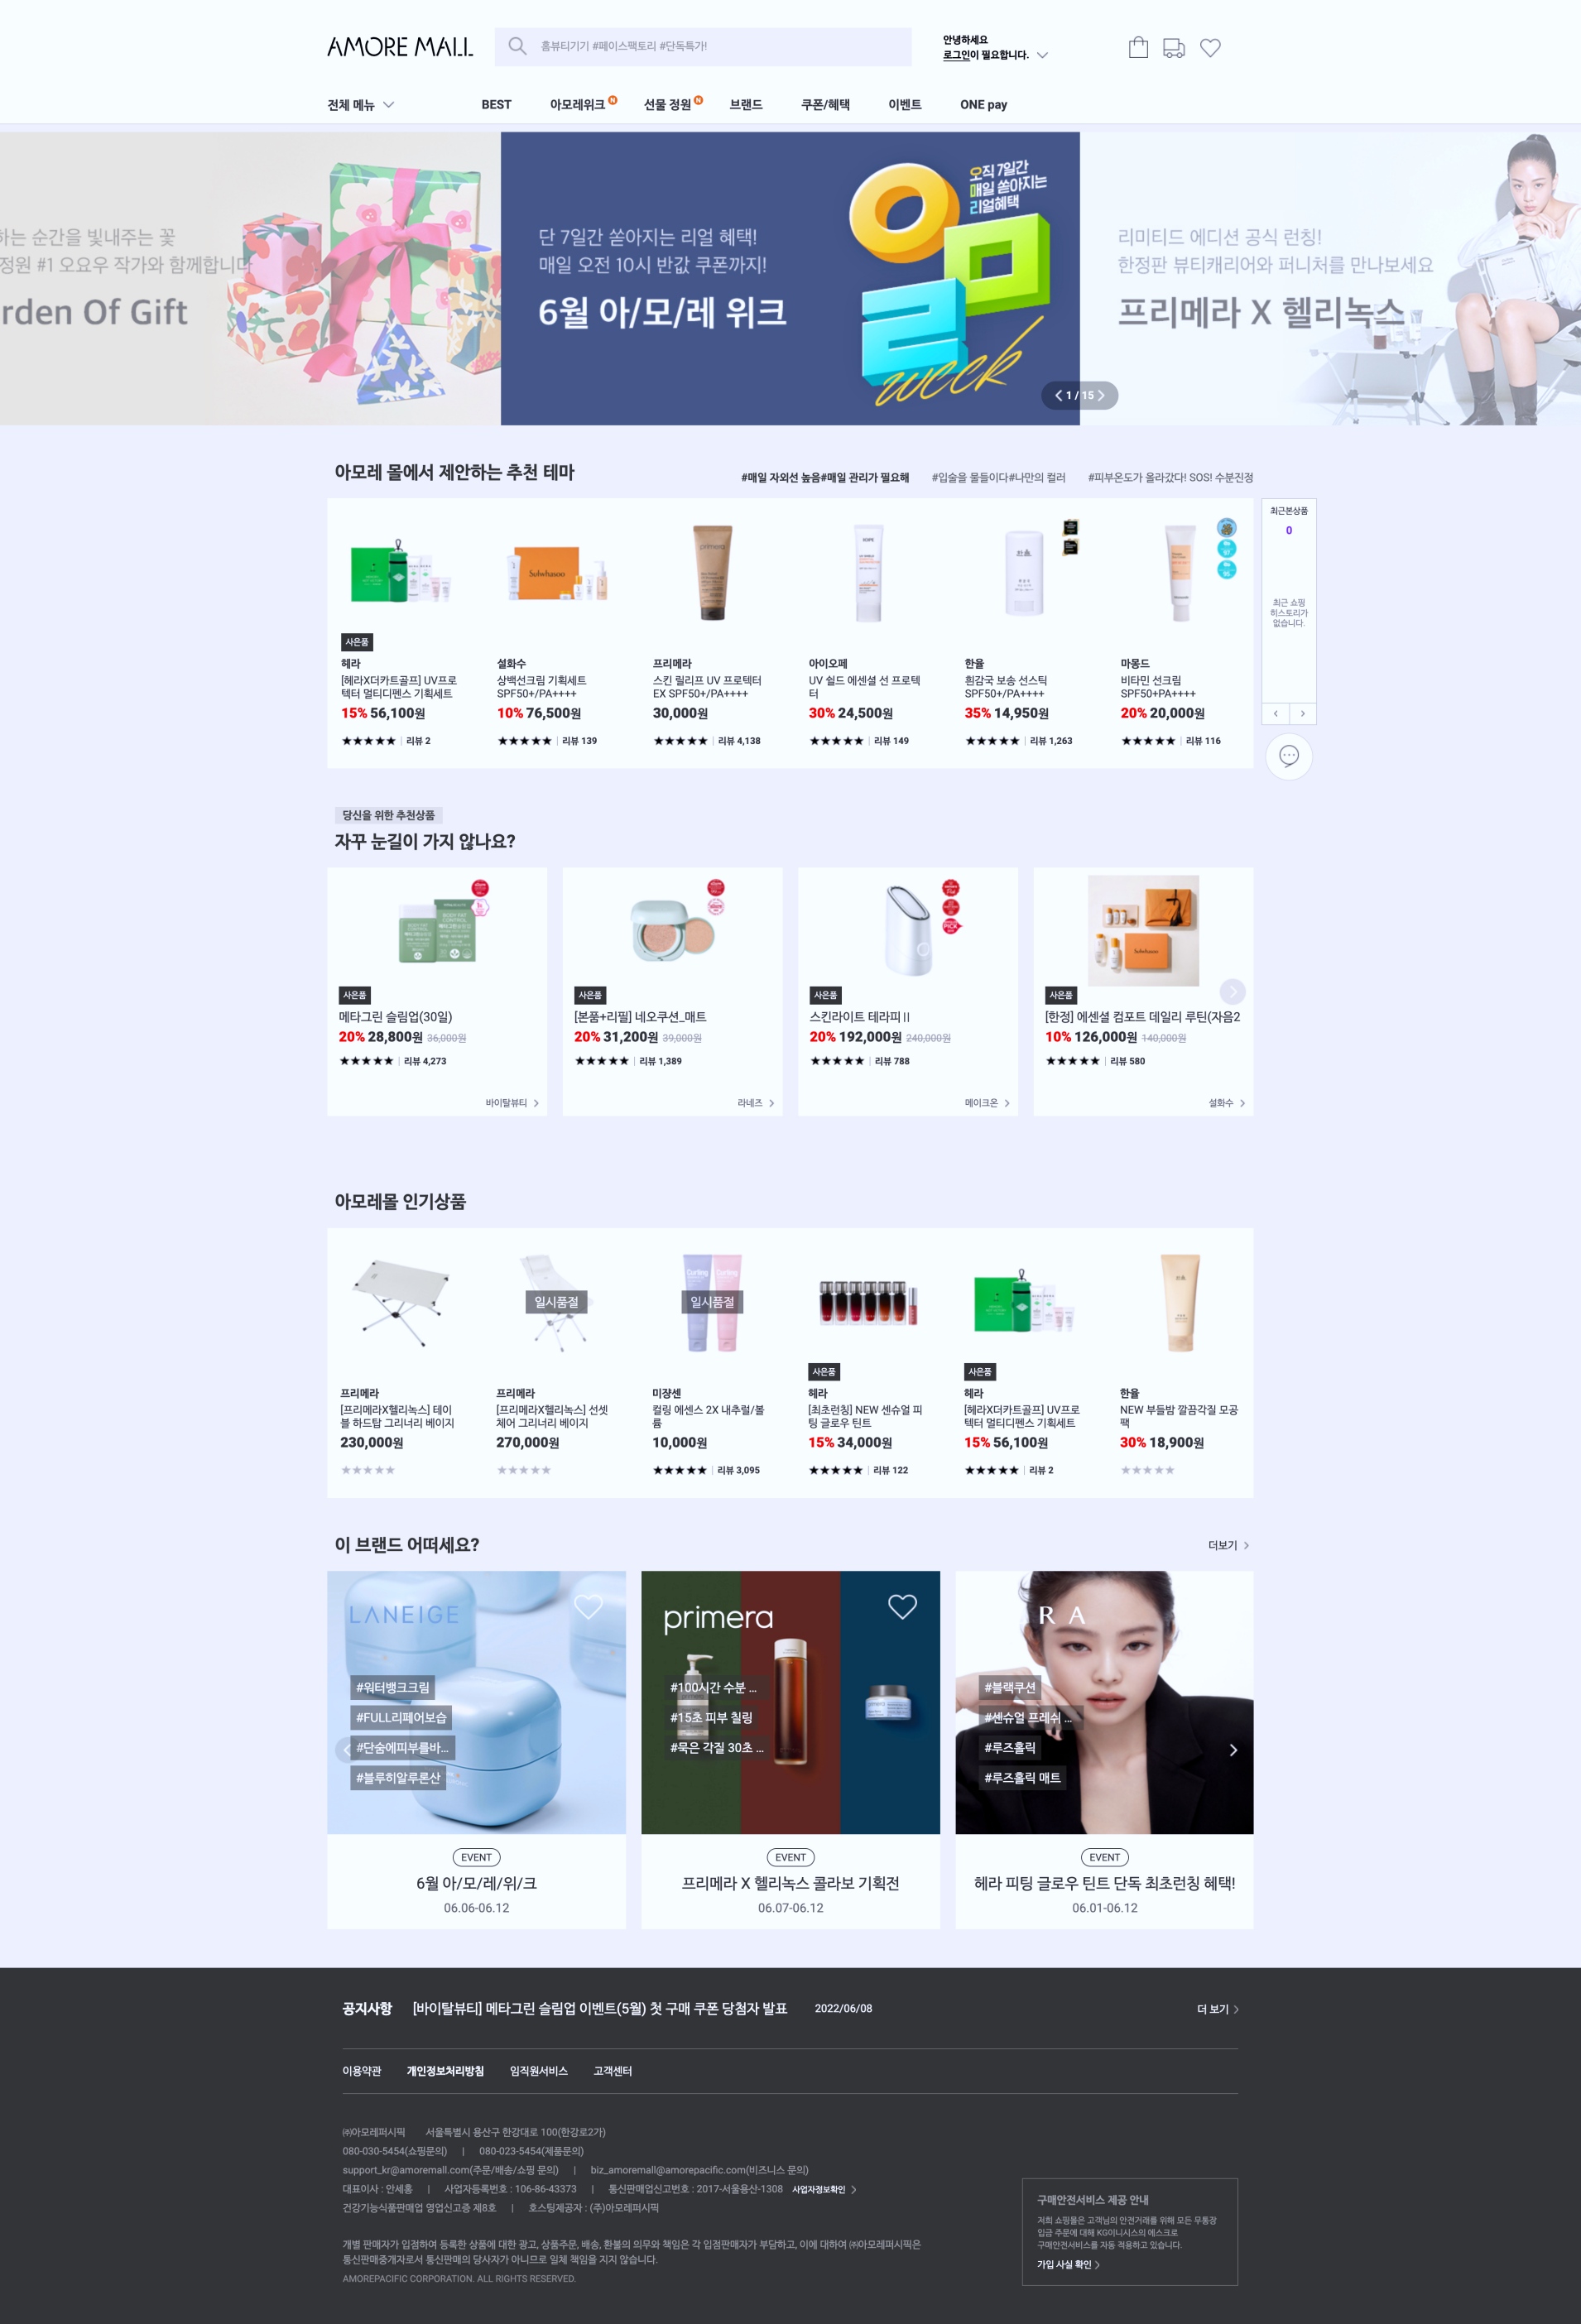 AMORE MALL
홈뷰티기기 #페이스팩토리 #단독특가!
안녕하세요
로그인이 필요합니다.
전체 메뉴
BEST
아모레위크 N
선물 정원 N
브랜드
쿠폰/혜택
이벤트
ONE pay
하는 순간을 빛내주는 꽃
정원 #1 오요우 작가와 함께합니다
rden Of Gift
단 7일간 쏟아지는 리얼 혜택!
매일 오전 10시 반값 쿠폰까지!
6월 아/모/레 위크
오직 7일간
매일 쏟아지는
리얼혜택
week
1 / 15
리미티드 에디션 공식 런칭!
한정판 뷰티캐리어와 퍼니처를 만나보세요
프리메라 X 헬리녹스
아모레 몰에서 제안하는 추천 테마
#매일 자외선 높음#매일 관리가 필요해
#입술을 물들이다#나만의 컬러
#피부온도가 올라갔다! SOS! 수분진정
사은품
헤라
[헤라X더카트골프] UV프로
텍터 멀티디펜스 기획세트
15% 56,100원
★★★★★ | 리뷰 2
Sulwhasoo
설화수
상백선크림 기획세트
SPF50+/PA++++
10% 76,500원
★★★★★ | 리뷰 139
primera
프리메라
스킨 릴리프 UV 프로텍터
EX SPF50+/PA++++
30,000원
★★★★★ | 리뷰 4,138
IOPE
아이오페
UV 쉴드 에센셜 선 프로텍
터
30% 24,500원
★★★★★ | 리뷰 149
한율
한율
흰감국 보송 선스틱
SPF50+/PA++++
35% 14,950원
★★★★★ | 리뷰 1,263
마몽드
비타민 선크림
SPF50+PA++++
20% 20,000원
★★★★★ | 리뷰 116
최근본상품
0
최근 쇼핑
히스토리가
없습니다.
당신을 위한 추천상품
자꾸 눈길이 가지 않나요?
BODY FAT
CONTROL
사은품
메타그린 슬림업(30일)
20% 28,800원 36,000원
★★★★★ | 리뷰 4,273
바이탈뷰티
사은품
[본품+리필] 네오쿠션_매트
20% 31,200원 39,000원
★★★★★ | 리뷰 1,389
라네즈
PICK
사은품
스킨라이트 테라피Ⅱ
20% 192,000원 240,000원
★★★★★ | 리뷰 788
메이크온
Sulwhasoo
사은품
[한정] 에센셜 컴포트 데일리 루틴(자음2
10% 126,000원 140,000원
★★★★★ | 리뷰 580
설화수
아모레몰 인기상품
프리메라
[프리메라X헬리녹스] 테이
블 하드탑 그리너리 베이지
230,000원
★★★★★
일시품절
프리메라
[프리메라X헬리녹스] 선셋
체어 그리너리 베이지
270,000원
★★★★★
Curling Curling
일시품절
미쟝센
컬링 에센스 2X 내추럴/볼
륨
10,000원
★★★★★ | 리뷰 3,095
사은품
헤라
[최초런칭] NEW 센슈얼 피
팅 글로우 틴트
15% 34,000원
★★★★★ | 리뷰 122
사은품
헤라
[헤라X더카트골프] UV프로
텍터 멀티디펜스 기획세트
15% 56,100원
★★★★★ | 리뷰 2
한율
한율
NEW 부들밤 깔끔각질 모공
팩
30% 18,900원
★★★★★
이 브랜드 어떠세요?
더보기
LANEIGE
#워터뱅크크림
#FULL리페어보습
#단숨에피부를바...
#블루히알루론산
EVENT
6월 아/모/레/위/크
06.06-06.12
primera
#100시간 수분 ...
#15초 피부 칠링
#묵은 각질 30초 ...
EVENT
프리메라 X 헬리녹스 콜라보 기획전
06.07-06.12
RA
#블랙쿠션
#센슈얼 프레쉬 ...
#루즈홀릭
#루즈홀릭 매트
EVENT
헤라 피팅 글로우 틴트 단독 최초런칭 혜택!
06.01-06.12
공지사항 [바이탈뷰티] 메타그린 슬림업 이벤트(5월) 첫 구매 쿠폰 당첨자 발표 2022/06/08 더 보기
이용약관 개인정보처리방침 임직원서비스 고객센터
㈜아모레퍼시픽 서울특별시 용산구 한강대로 100(한강로2가)
080-030-5454(쇼핑문의) | 080-023-5454(제품문의)
support_kr@amoremall.com(주문/배송/쇼핑 문의) | biz_amoremall@amorepacific.com(비즈니스 문의)
대표이사 : 안세홍 | 사업자등록번호 : 106-86-43373 | 통신판매업신고번호 : 2017-서울용산-1308 사업자정보확인
건강기능식품판매업 영업신고증 제8호 | 호스팅제공자 : (주)아모레퍼시픽
개별 판매자가 입점하여 등록한 상품에 대한 광고, 상품주문, 배송, 환불의 의무와 책임은 각 입점판매자가 부담하고, 이에 대하여 ㈜아모레퍼시픽은
통신판매중개자로서 통신판매의 당사자가 아니므로 일체 책임을 지지 않습니다.
AMOREPACIFIC CORPORATION. ALL RIGHTS RESERVED.
구매안전서비스 제공 안내
저희 쇼핑몰은 고객님의 안전거래를 위해 모든 무통장
입금 주문에 대해 KG이니시스의 에스크로
구매안전서비스를 자동 적용하고 있습니다.
가입 사실 확인